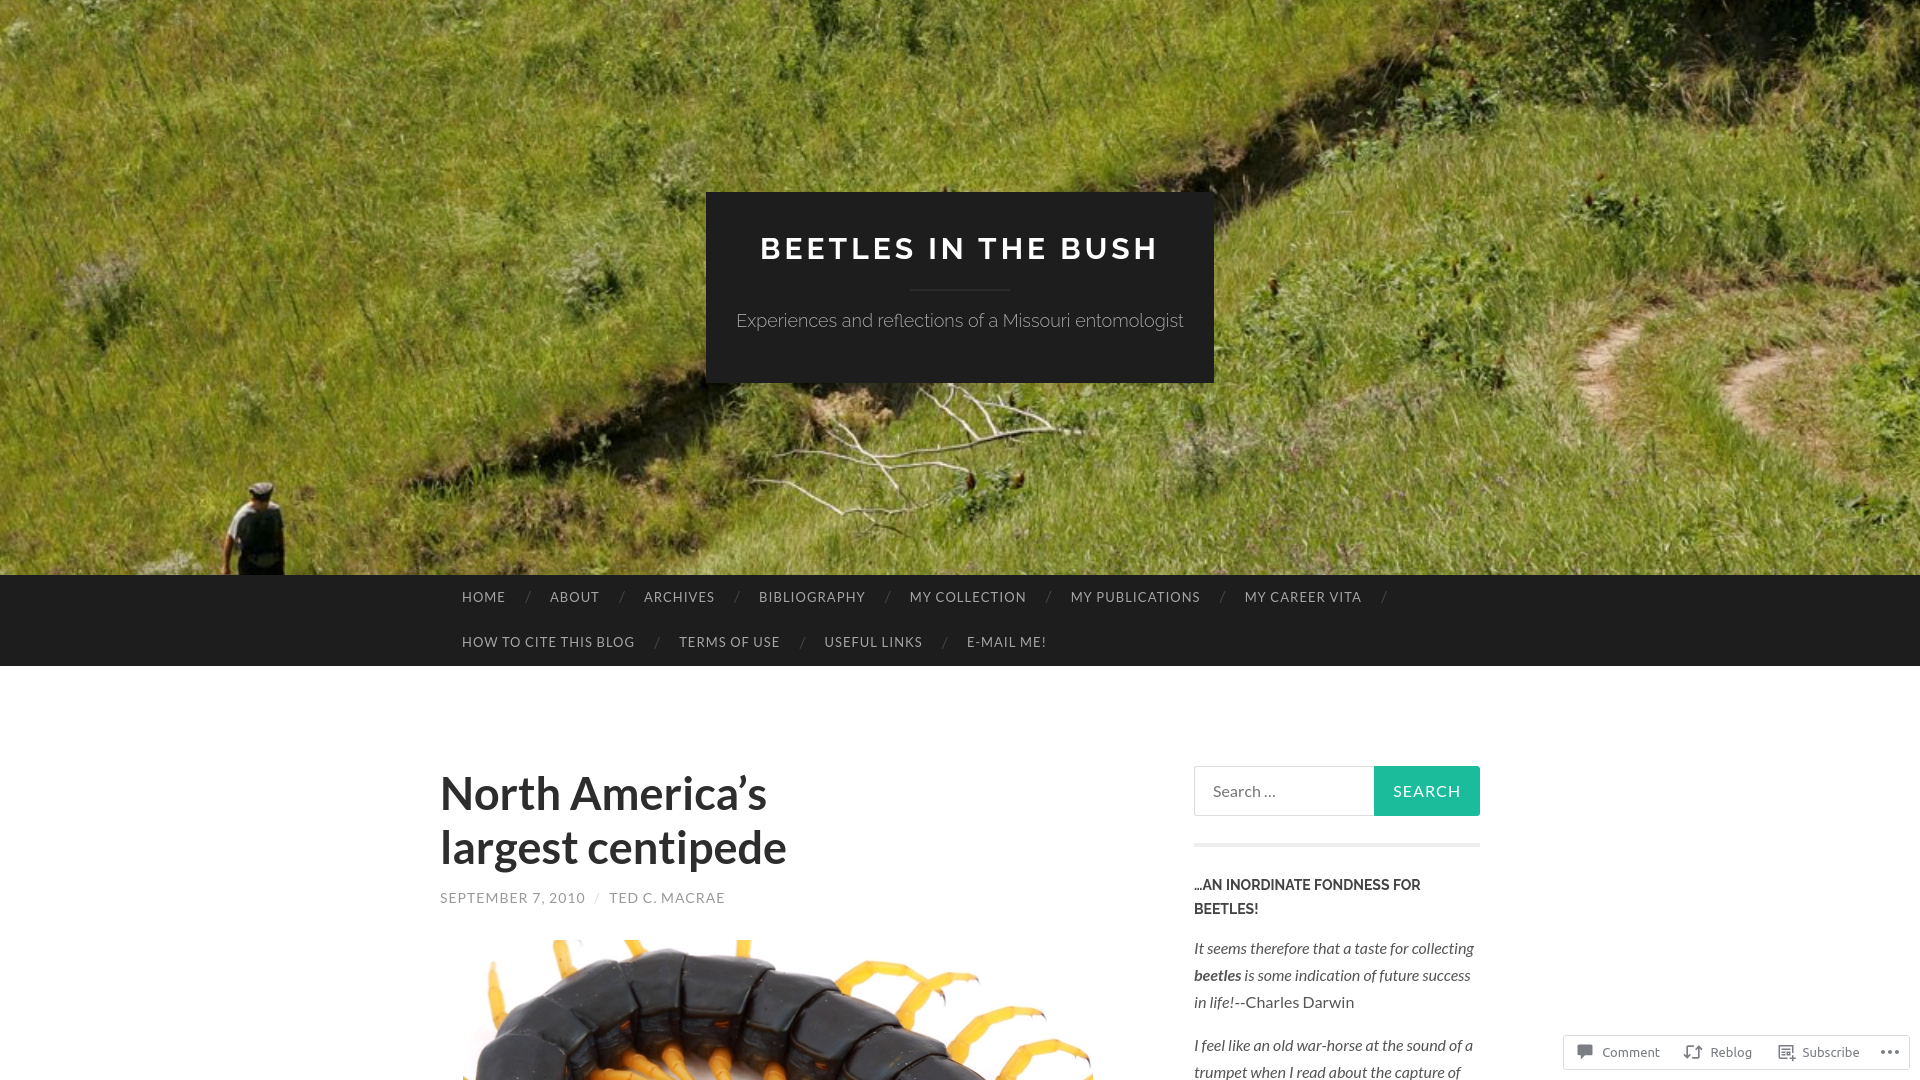 BEETLES IN THE BUSH
Experiences and reflections of a Missouri entomologist
HOME / ABOUT / ARCHIVES / BIBLIOGRAPHY / MY COLLECTION / MY PUBLICATIONS / MY CAREER VITA /
HOW TO CITE THIS BLOG / TERMS OF USE / USEFUL LINKS / E-MAIL ME!
North America’s
largest centipede
SEPTEMBER 7, 2010 / TED C. MACRAE
Search …
SEARCH
…AN INORDINATE FONDNESS FOR
BEETLES!
It seems therefore that a taste for collecting
beetles is some indication of future success
in life!--Charles Darwin
I feel like an old war-horse at the sound of a
trumpet when I read about the capture of
Comment
Reblog
Subscribe